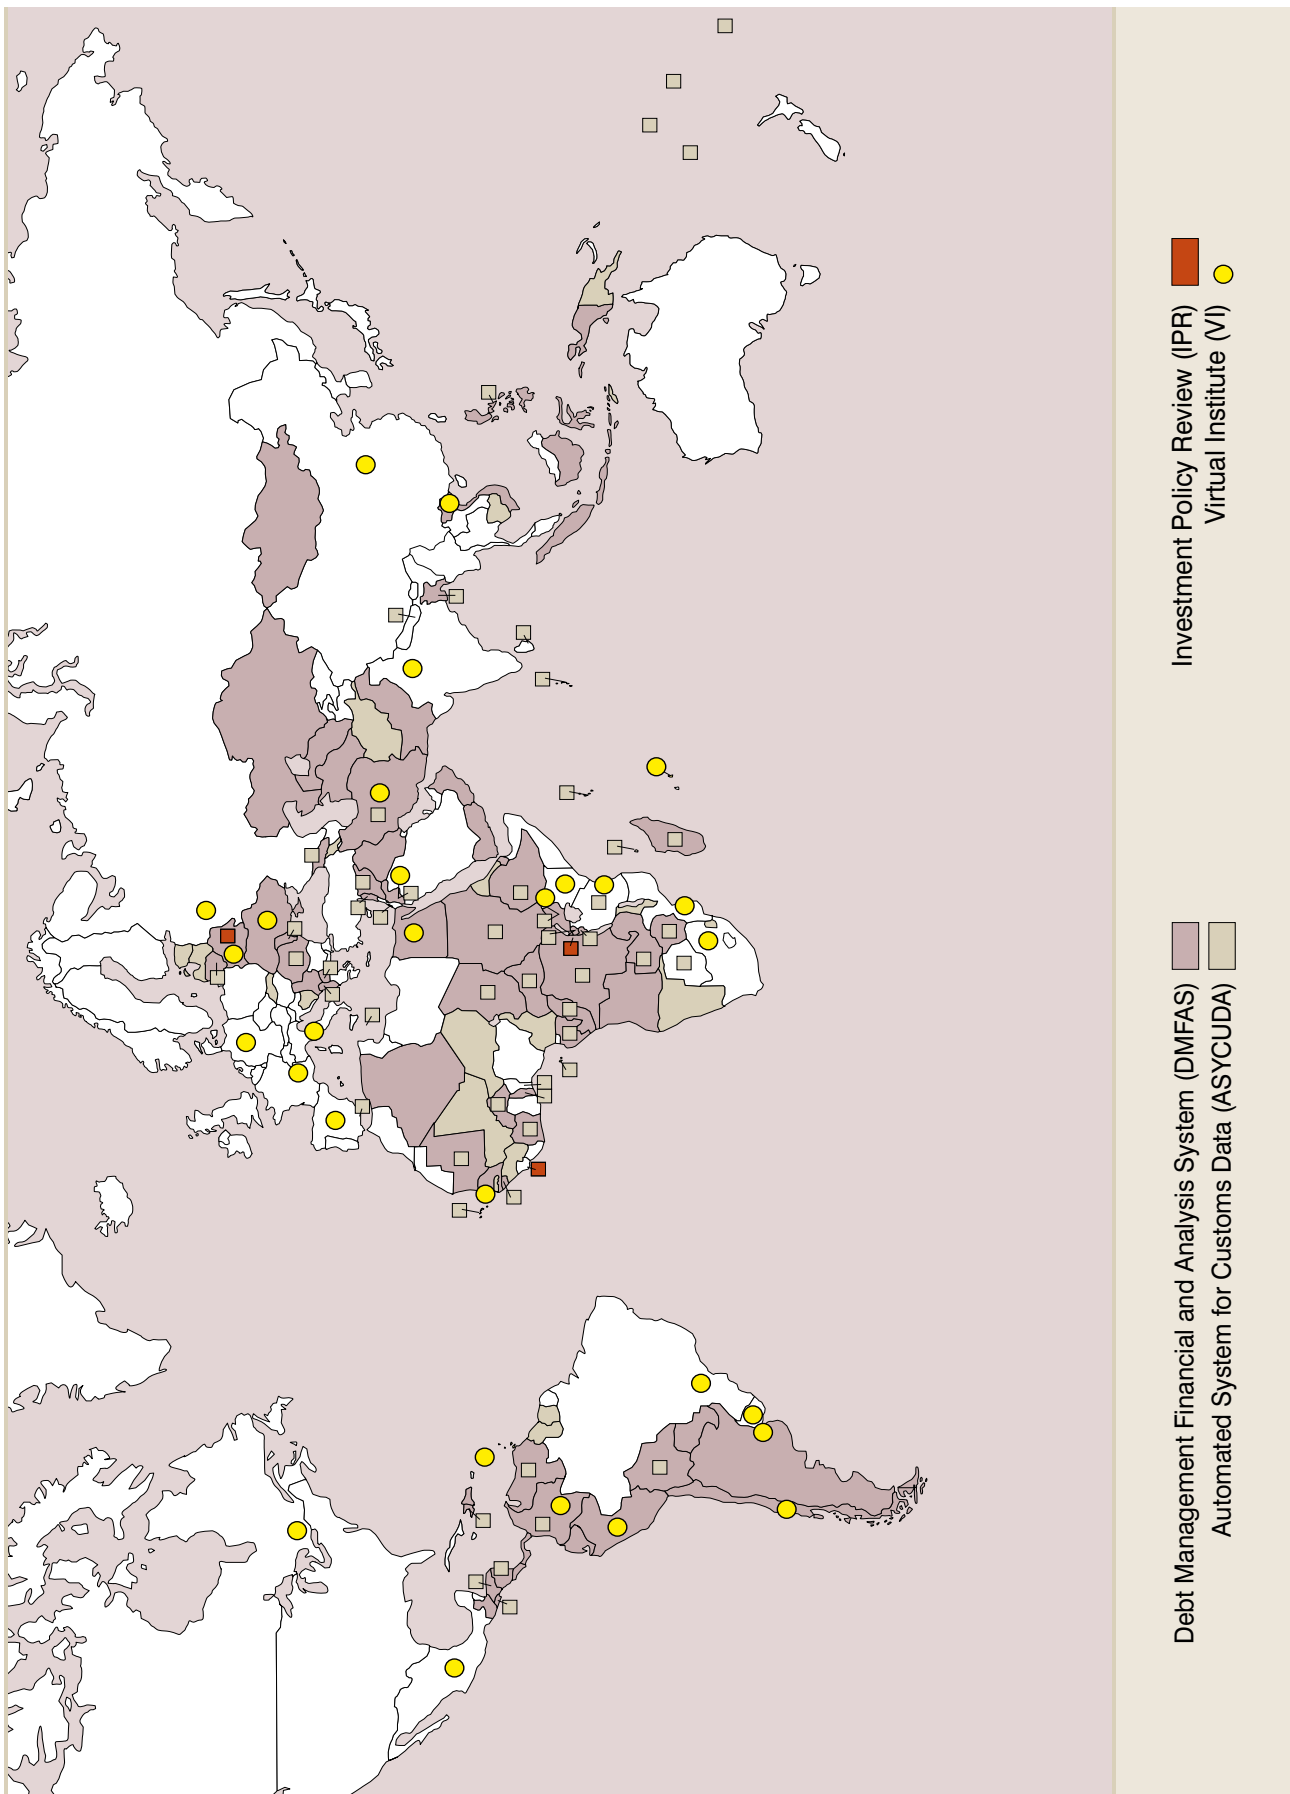 Debt Management Financial and Analysis System (DMFAS)
Automated System for Customs Data (ASYCUDA)
Investment Policy Review (IPR)
Virtual Institute (VI)